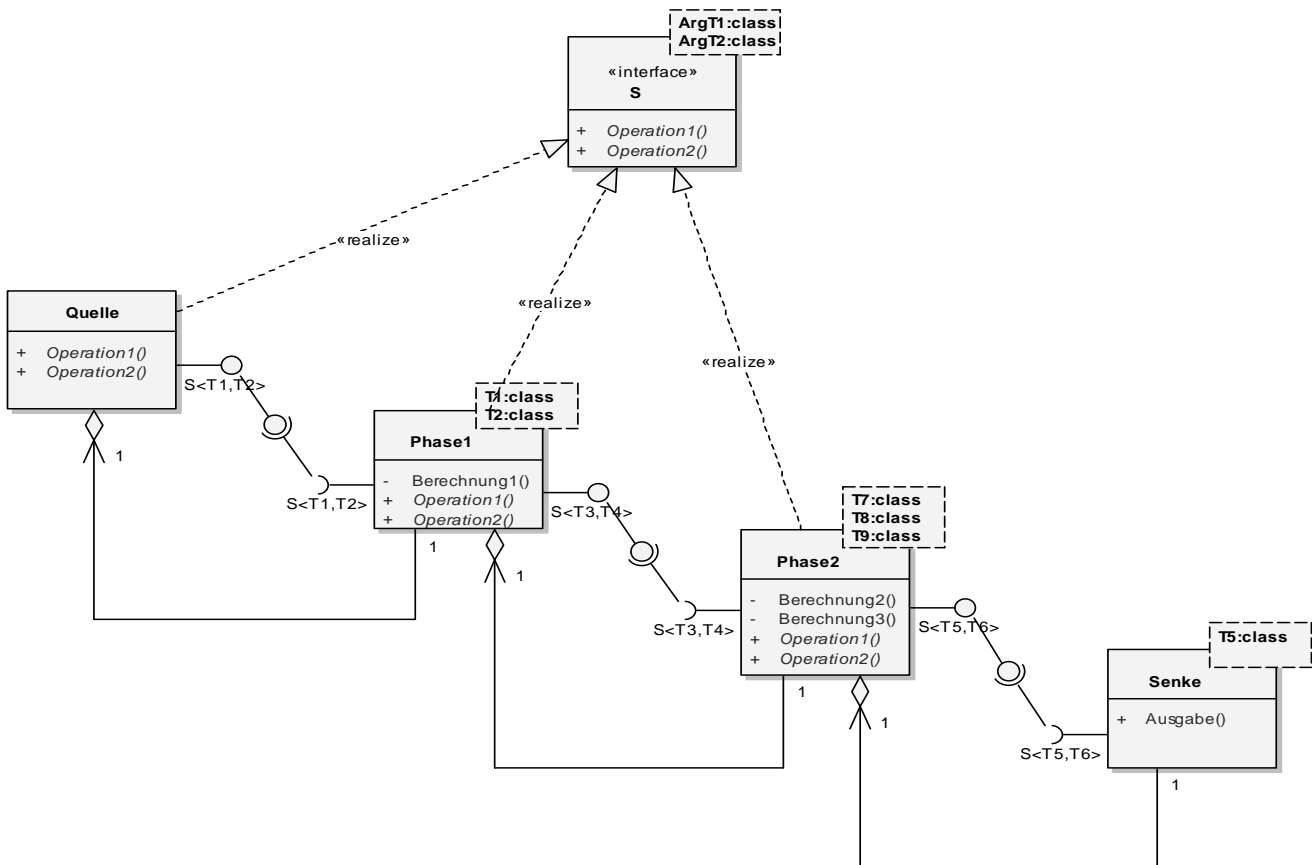 ArgT1:class
ArgT2:class
«interface»
S
+ Operation1()
+ Operation2()
«realize»
«realize»
«realize»
Quelle
+ Operation1()
+ Operation2()
S<T1,T2>
1
T1:class
T2:class
Phase1
- Berechnung1()
+ Operation1()
+ Operation2()
S<T1,T2>
S<T3,T4>
1
1
T7:class
T8:class
T9:class
Phase2
- Berechnung2()
- Berechnung3()
+ Operation1()
+ Operation2()
S<T3,T4>
S<T5,T6>
1
1
T5:class
Senke
+ Ausgabe()
S<T5,T6>
1